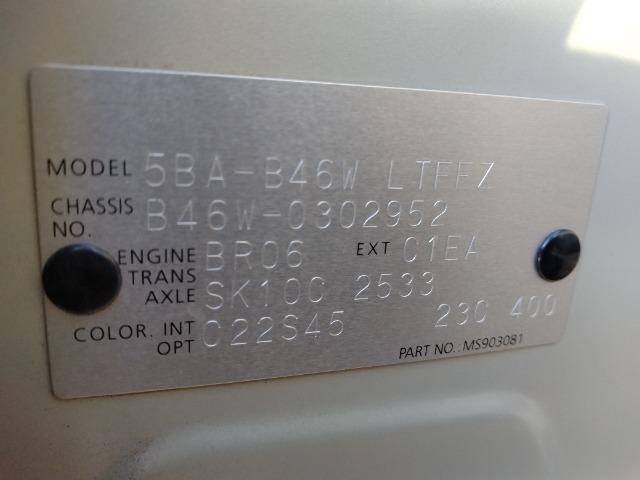 MODEL 5BA-B46W LTFEZ
CHASSIS NO. B46W-0302952
ENGINE BR06 EXT C1EA
TRANS AXLE SK10C 2533
COLOR. INT OPT C22S45 23C 400
PART NO.: MS903081